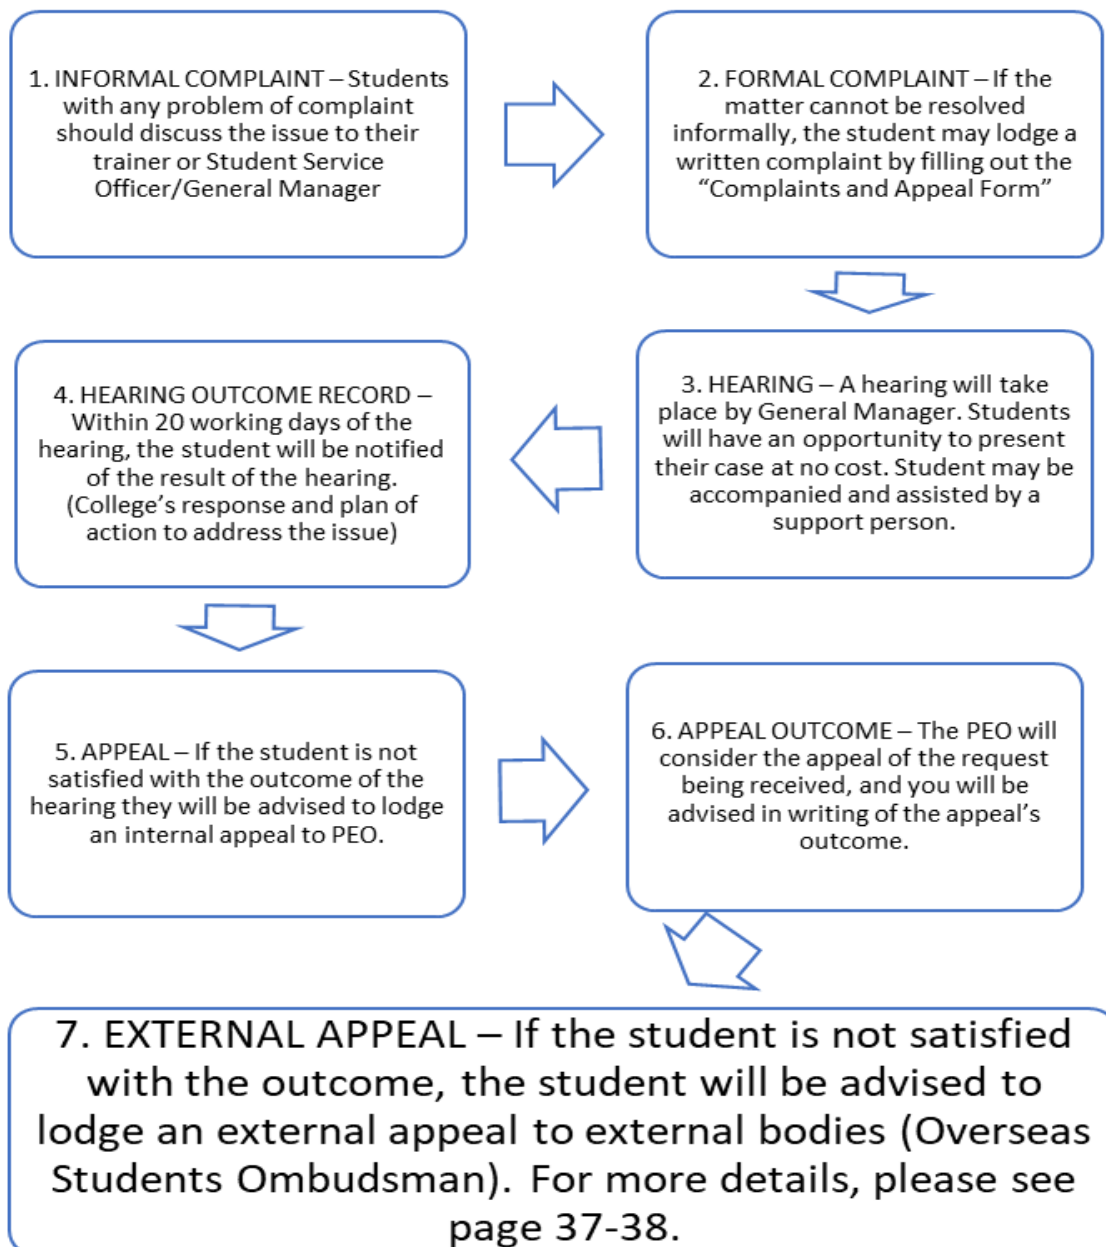 1. INFORMAL COMPLAINT – Students
with any problem of complaint
should discuss the issue to their
trainer or Student Service
Officer/General Manager
2. FORMAL COMPLAINT – If the
matter cannot be resolved
informally, the student may lodge a
written complaint by filling out the
“Complaints and Appeal Form”
3. HEARING – A hearing will take
place by General Manager. Students
will have an opportunity to present
their case at no cost. Student may be
accompanied and assisted by a
support person.
4. HEARING OUTCOME RECORD –
Within 20 working days of the
hearing, the student will be notified
of the result of the hearing.
(College’s response and plan of
action to address the issue)
5. APPEAL – If the student is not
satisfied with the outcome of the
hearing they will be advised to lodge
an internal appeal to PEO.
6. APPEAL OUTCOME – The PEO will
consider the appeal of the request
being received, and you will be
advised in writing of the appeal’s
outcome.
7. EXTERNAL APPEAL – If the student is not satisfied
with the outcome, the student will be advised to
lodge an external appeal to external bodies (Overseas
Students Ombudsman). For more details, please see
page 37-38.